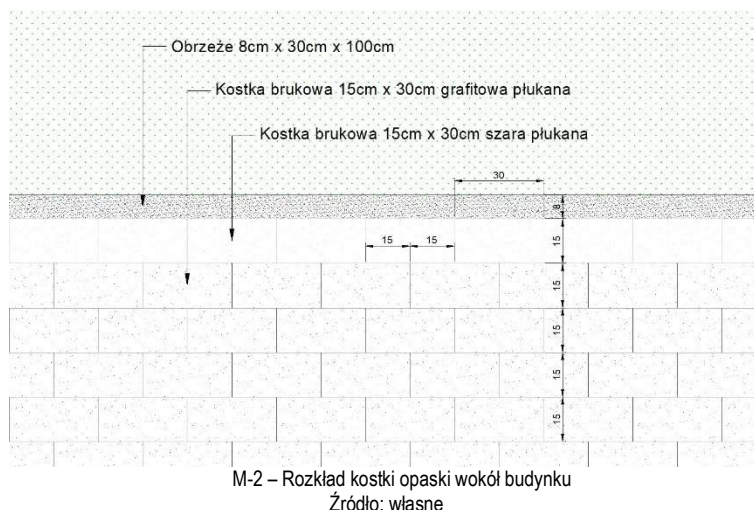 Obrzeże 8cm x 30cm x 100cm
Kostka brukowa 15cm x 30cm grafitowa płukana
Kostka brukowa 15cm x 30cm szara płukana
30
8
15
15 15
15
15
15
15
M-2 – Rozkład kostki opaski wokół budynku
Źródło: własne